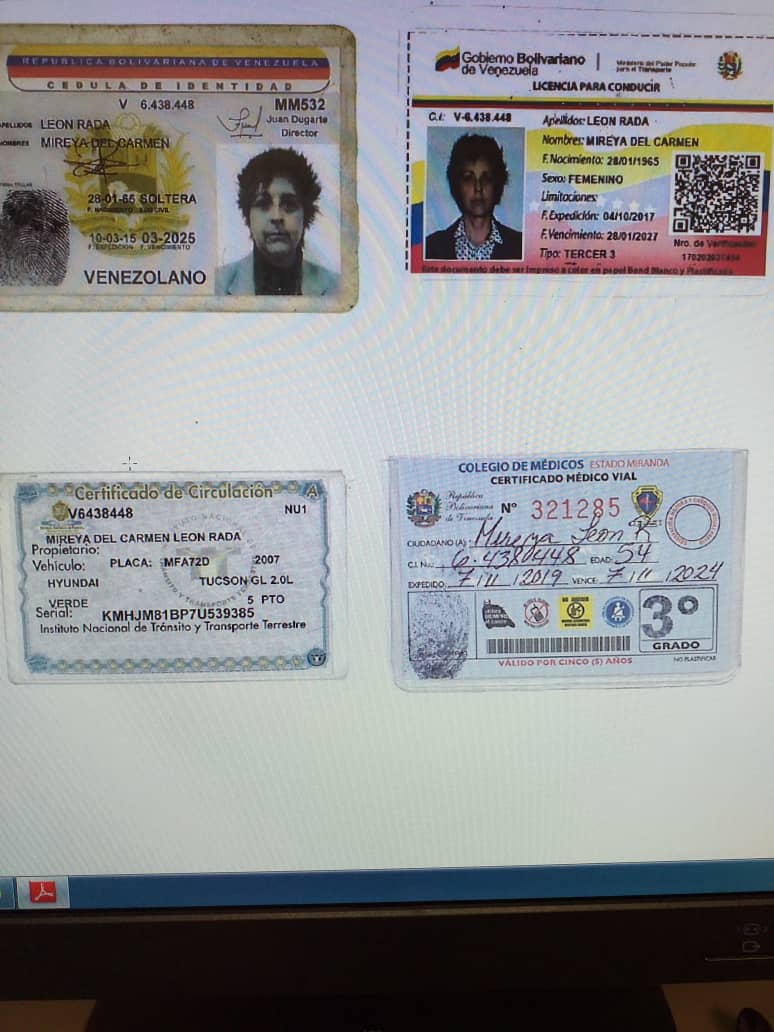 REPUBLICA BOLIVARIANA DE VENEZUELA
CEDULA DE IDENTIDAD
V 6.438.448
MM532
Juan Dugarte
Director
APELLIDOS LEON RADA
NOMBRES MIREYA DEL CARMEN
28-01-65 SOLTERA
F. NACIMIENTO EDO CIVIL
10-03-15 03-2025
F. EXPEDICION F. VENCIMIENTO
VENEZOLANO
Gobierno Bolivariano
de Venezuela
Ministerio del Poder Popular
para el Transporte
LICENCIA PARA CONDUCIR
C.I.: V-6.438.448
Apellidos: LEON RADA
Nombres: MIREYA DEL CARMEN
F. Nacimiento: 28/01/1965
Sexo: FEMENINO
Limitaciones:
F. Expedición: 04/10/2017
F. Vencimiento: 28/01/2027
Tipo: TERCER 3
Nro. de Verificación
Este documento debe ser impreso a color en papel Bond Blanco y Plastificado
Certificado de Circulación A
V6438448 NU1
MIREYA DEL CARMEN LEON RADA
Propietario:
Vehículo: PLACA: MFA72D 2007
HYUNDAI TUCSON GL 2.0L
VERDE 5 PTO
Serial: KMHJM81BP7U539385
Instituto Nacional de Tránsito y Transporte Terrestre
COLEGIO DE MÉDICOS ESTADO MIRANDA
CERTIFICADO MÉDICO VIAL
República
Bolivariana
de Venezuela
Nº 321285
CIUDADANO (A): Mireya Leon R
C.I. No.: 6.4380448 EDAD: 54
EXPEDIDO: 7/11/2019 VENCE: 7/11/2024
3º
GRADO
VÁLIDO POR CINCO (5) AÑOS
NO PLASTIFICAR